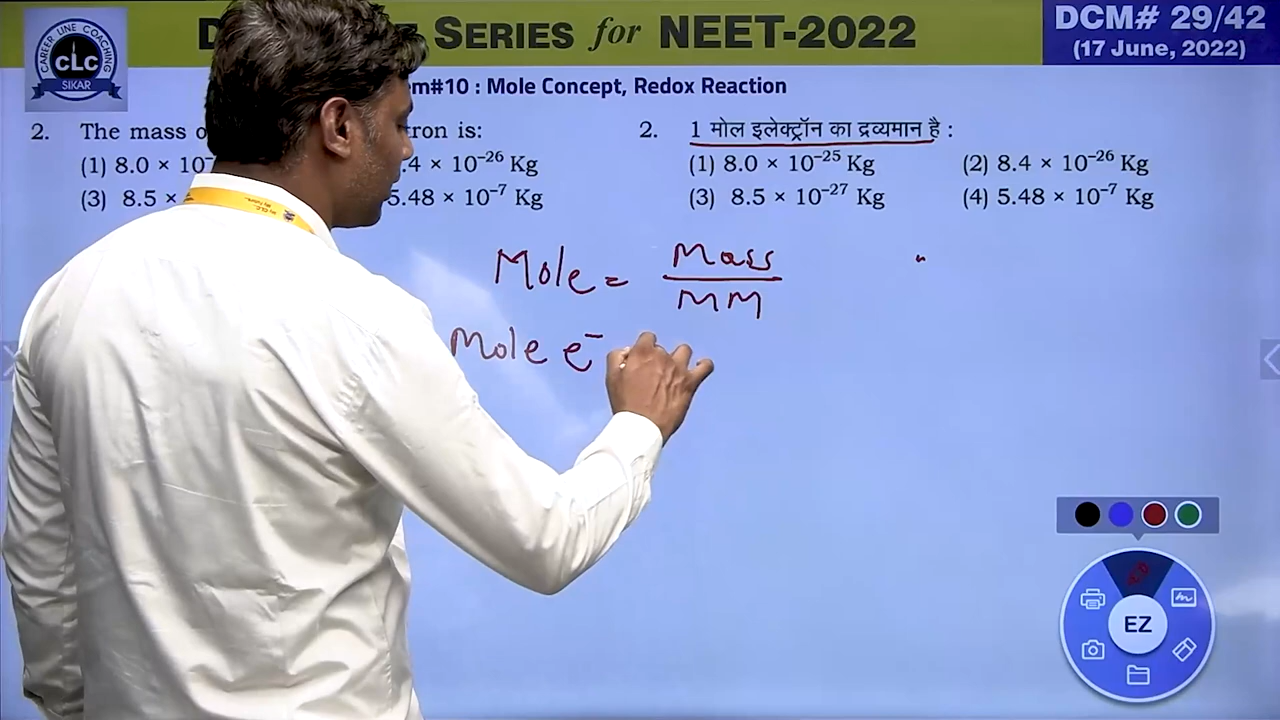 SERIES for NEET-2022
DCM# 29/42
(17 June, 2022)
CAREER LINE COACHING
CLC
SIKAR
#10 : Mole Concept, Redox Reaction
2. The mass is:
(1) 8.0 × 10 .4 × 10⁻²⁶ Kg
(3) 8.5 × 5.48 × 10⁻⁷ Kg
2. 1 मोल इलेक्ट्रॉन का द्रव्यमान है :
(1) 8.0 × 10⁻²⁵ Kg (2) 8.4 × 10⁻²⁶ Kg
(3) 8.5 × 10⁻²⁷ Kg (4) 5.48 × 10⁻⁷ Kg
Mole = Mass
MM
Mole e⁻
EZ